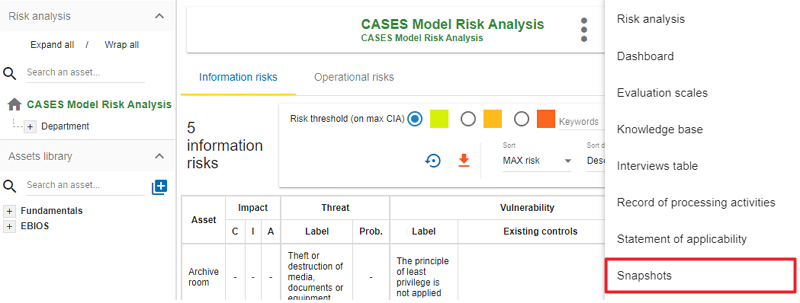 Risk analysis
Expand all / Wrap all
Search an asset...
CASES Model Risk Analysis
+ Department
Assets library
Search an asset...
+ Fundamentals
+ EBIOS
CASES Model Risk Analysis
CASES Model Risk Analysis
Information risks Operational risks
5
information
risks
Risk threshold (on max CIA)
Keywords
Sort
MAX risk
Sort d
Desc
Asset Impact Threat Vulnerability
C I A Label Prob. Label Existing controls
Archive
room
- - -
Theft or
destruction of
media,
documents or
equipment
-
The principle
of least
privilege is
not applied
Risk analysis
Dashboard
Evaluation scales
Knowledge base
Interviews table
Record of processing activities
Statement of applicability
Snapshots